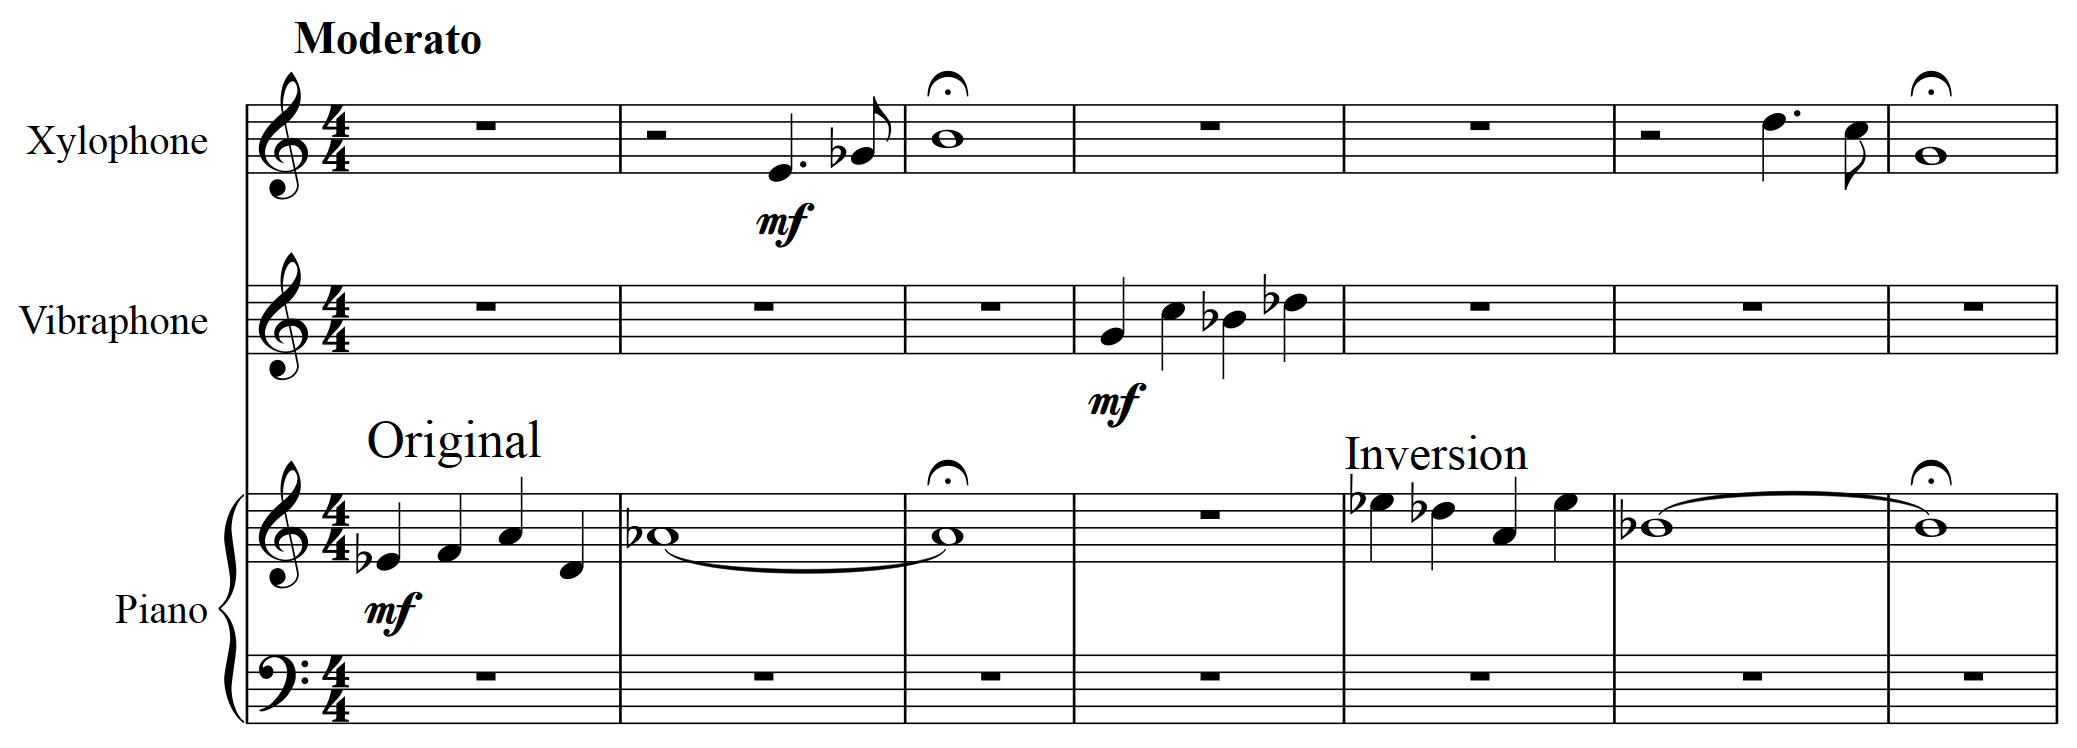 Moderato
Xylophone
mf
Vibraphone
mf
Original
Inversion
Piano
mf